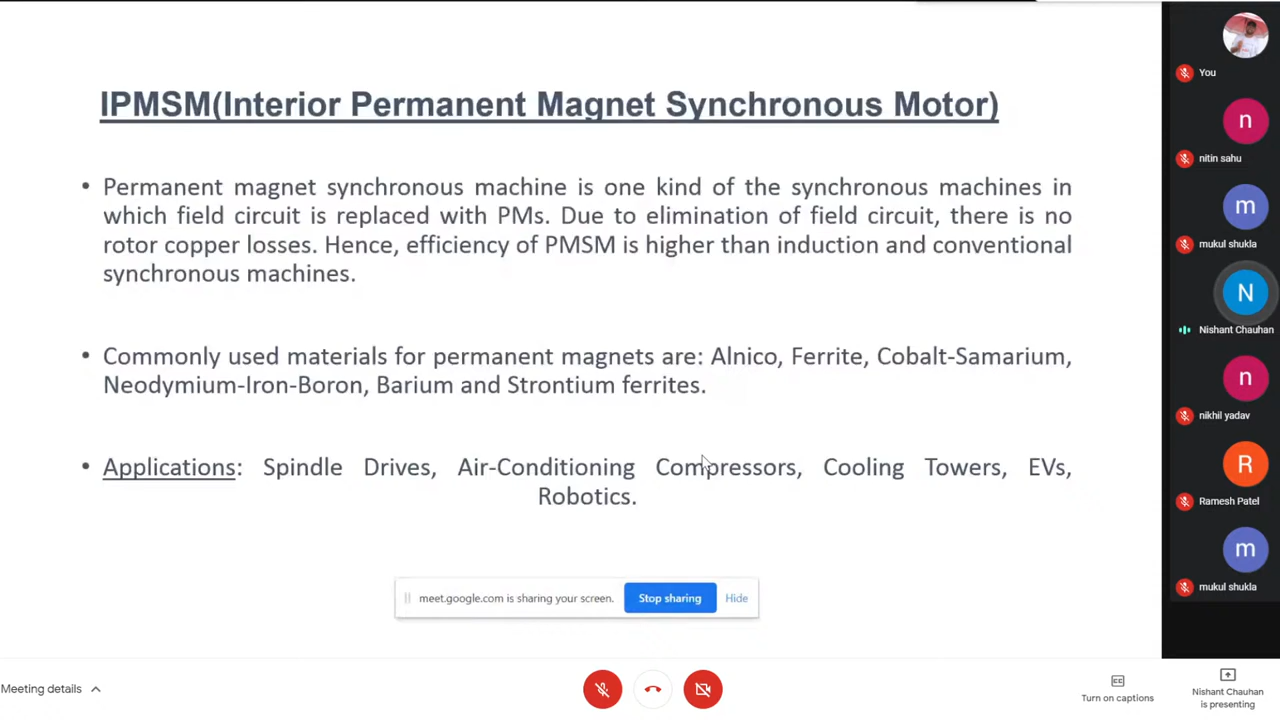 IPMSM(Interior Permanent Magnet Synchronous Motor)
• Permanent magnet synchronous machine is one kind of the synchronous machines in
which field circuit is replaced with PMs. Due to elimination of field circuit, there is no
rotor copper losses. Hence, efficiency of PMSM is higher than induction and conventional
synchronous machines.
• Commonly used materials for permanent magnets are: Alnico, Ferrite, Cobalt-Samarium,
Neodymium-Iron-Boron, Barium and Strontium ferrites.
• Applications: Spindle Drives, Air-Conditioning Compressors, Cooling Towers, EVs,
Robotics.
meet.google.com is sharing your screen. Stop sharing Hide
You
n
nitin sahu
m
mukul shukla
N
Nishant Chauhan
n
nikhil yadav
R
Ramesh Patel
m
mukul shukla
Meeting details
CC
Turn on captions
Nishant Chauhan
is presenting